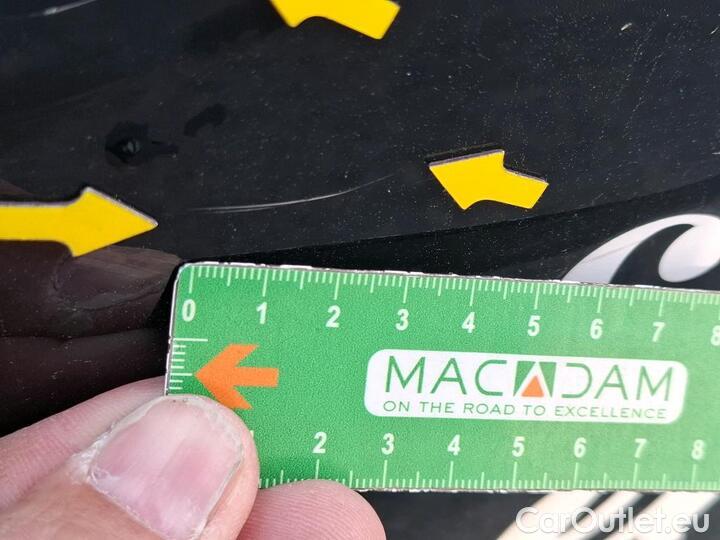 0 1 2 3 4 5 6 7 8
MACADAM
ON THE ROAD TO EXCELLENCE
2 3 4 5 6 7 8
CarOutlet.eu